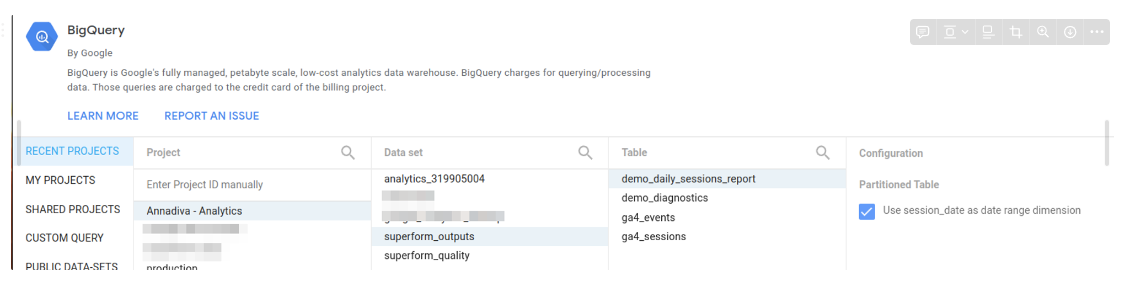 BigQuery
By Google
BigQuery is Google's fully managed, petabyte scale, low-cost analytics data warehouse. BigQuery charges for querying/processing
data. Those queries are charged to the credit card of the billing project.
LEARN MORE REPORT AN ISSUE
RECENT PROJECTS
MY PROJECTS
SHARED PROJECTS
CUSTOM QUERY
PUBLIC DATA-SETS
Project
Enter Project ID manually
Annadiva - Analytics
production
Data set
analytics_319905004
superform_outputs
superform_quality
Table
demo_daily_sessions_report
demo_diagnostics
ga4_events
ga4_sessions
Configuration
Partitioned Table
Use session_date as date range dimension